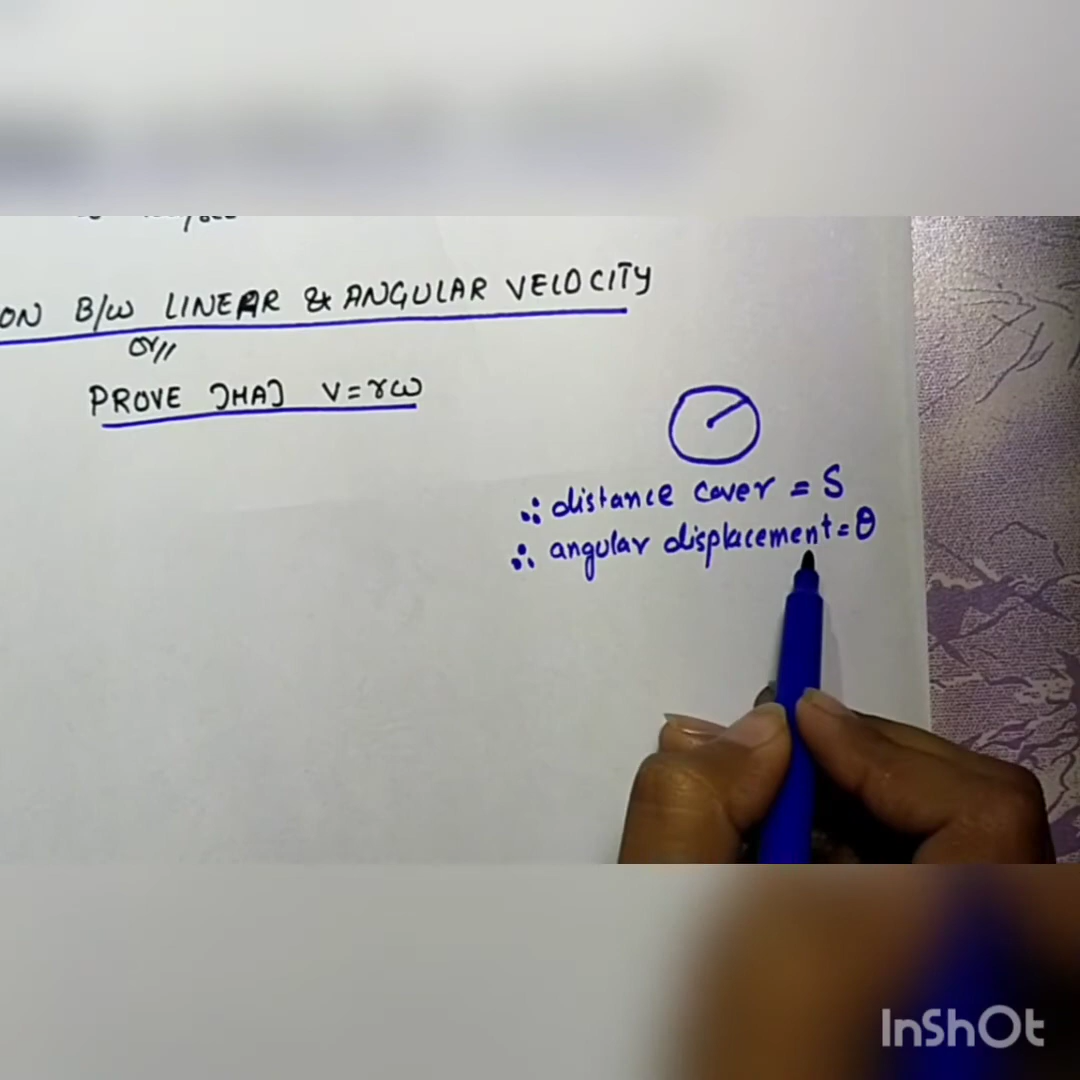 ON B/W LINEAR & ANGULAR VELOCITY
or//
PROVE THAT V=rω
∴ distance cover = S
∴ angular displacement = θ
InShOt